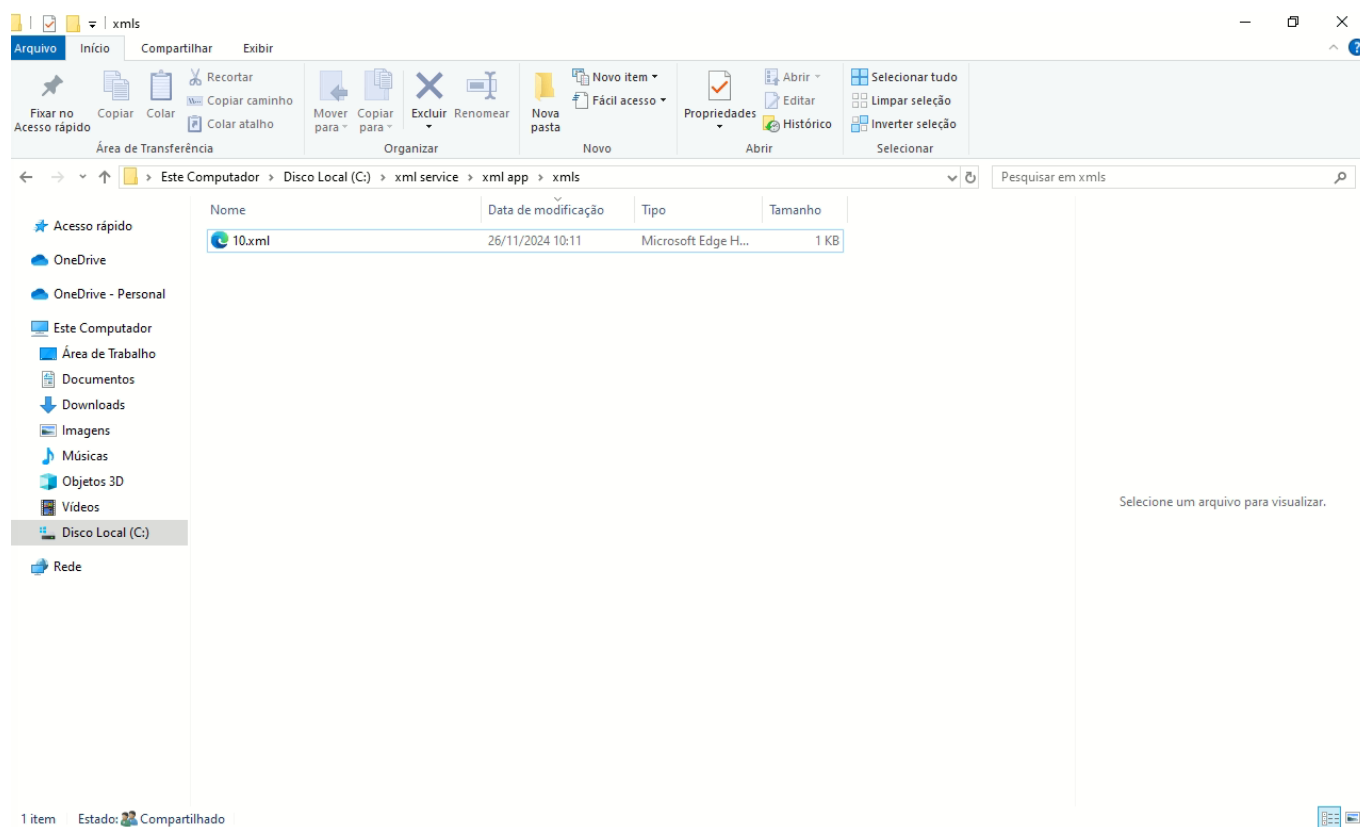 xmls
Arquivo Início Compartilhar Exibir
Fixar no Acesso rápido
Copiar
Colar
Recortar
Copiar caminho
Colar atalho
Área de Transferência
Mover para
Copiar para
Excluir
Renomear
Organizar
Nova pasta
Novo item
Fácil acesso
Novo
Propriedades
Abrir
Editar
Histórico
Abrir
Selecionar tudo
Limpar seleção
Inverter seleção
Selecionar
Este Computador > Disco Local (C:) > xml service > xml app > xmls
Pesquisar em xmls
Nome Data de modificação Tipo Tamanho
10.xml 26/11/2024 10:11 Microsoft Edge H... 1 KB
Acesso rápido
OneDrive
OneDrive - Personal
Este Computador
Área de Trabalho
Documentos
Downloads
Imagens
Músicas
Objetos 3D
Vídeos
Disco Local (C:)
Rede
Selecione um arquivo para visualizar.
1 item Estado: Compartilhado